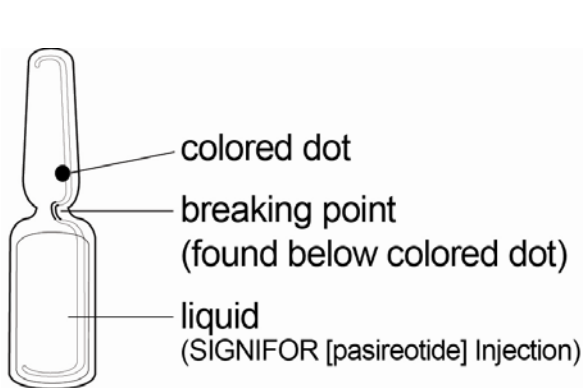 colored dot
breaking point
(found below colored dot)
liquid
(SIGNIFOR [pasireotide] Injection)